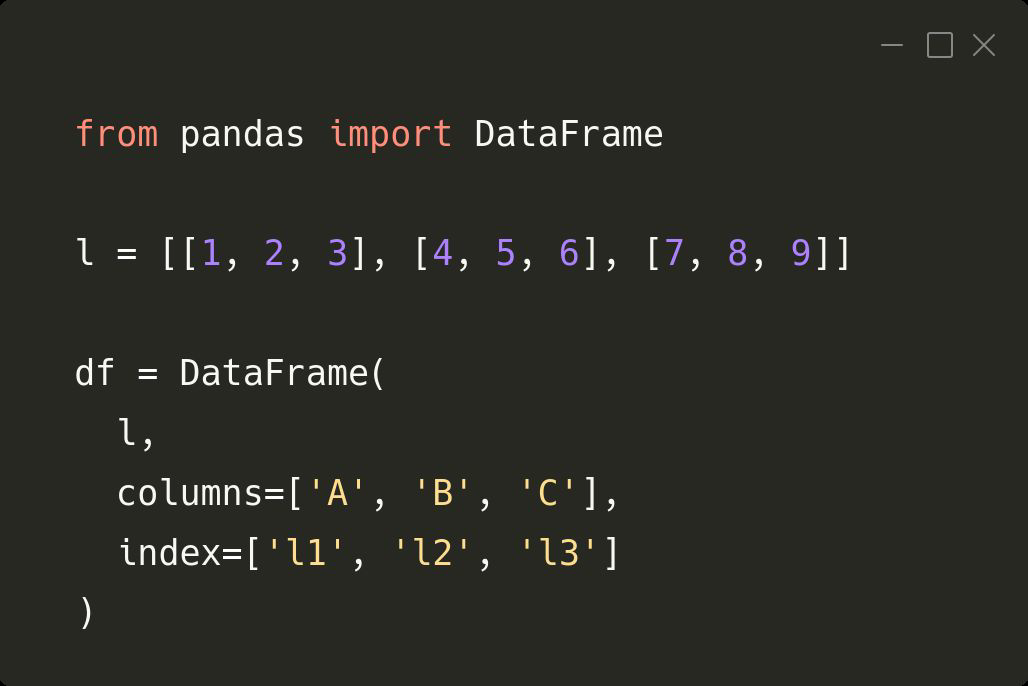 from pandas import DataFrame
l = [[1, 2, 3], [4, 5, 6], [7, 8, 9]]
df = DataFrame(
  l,
  columns=['A', 'B', 'C'],
  index=['l1', 'l2', 'l3']
)